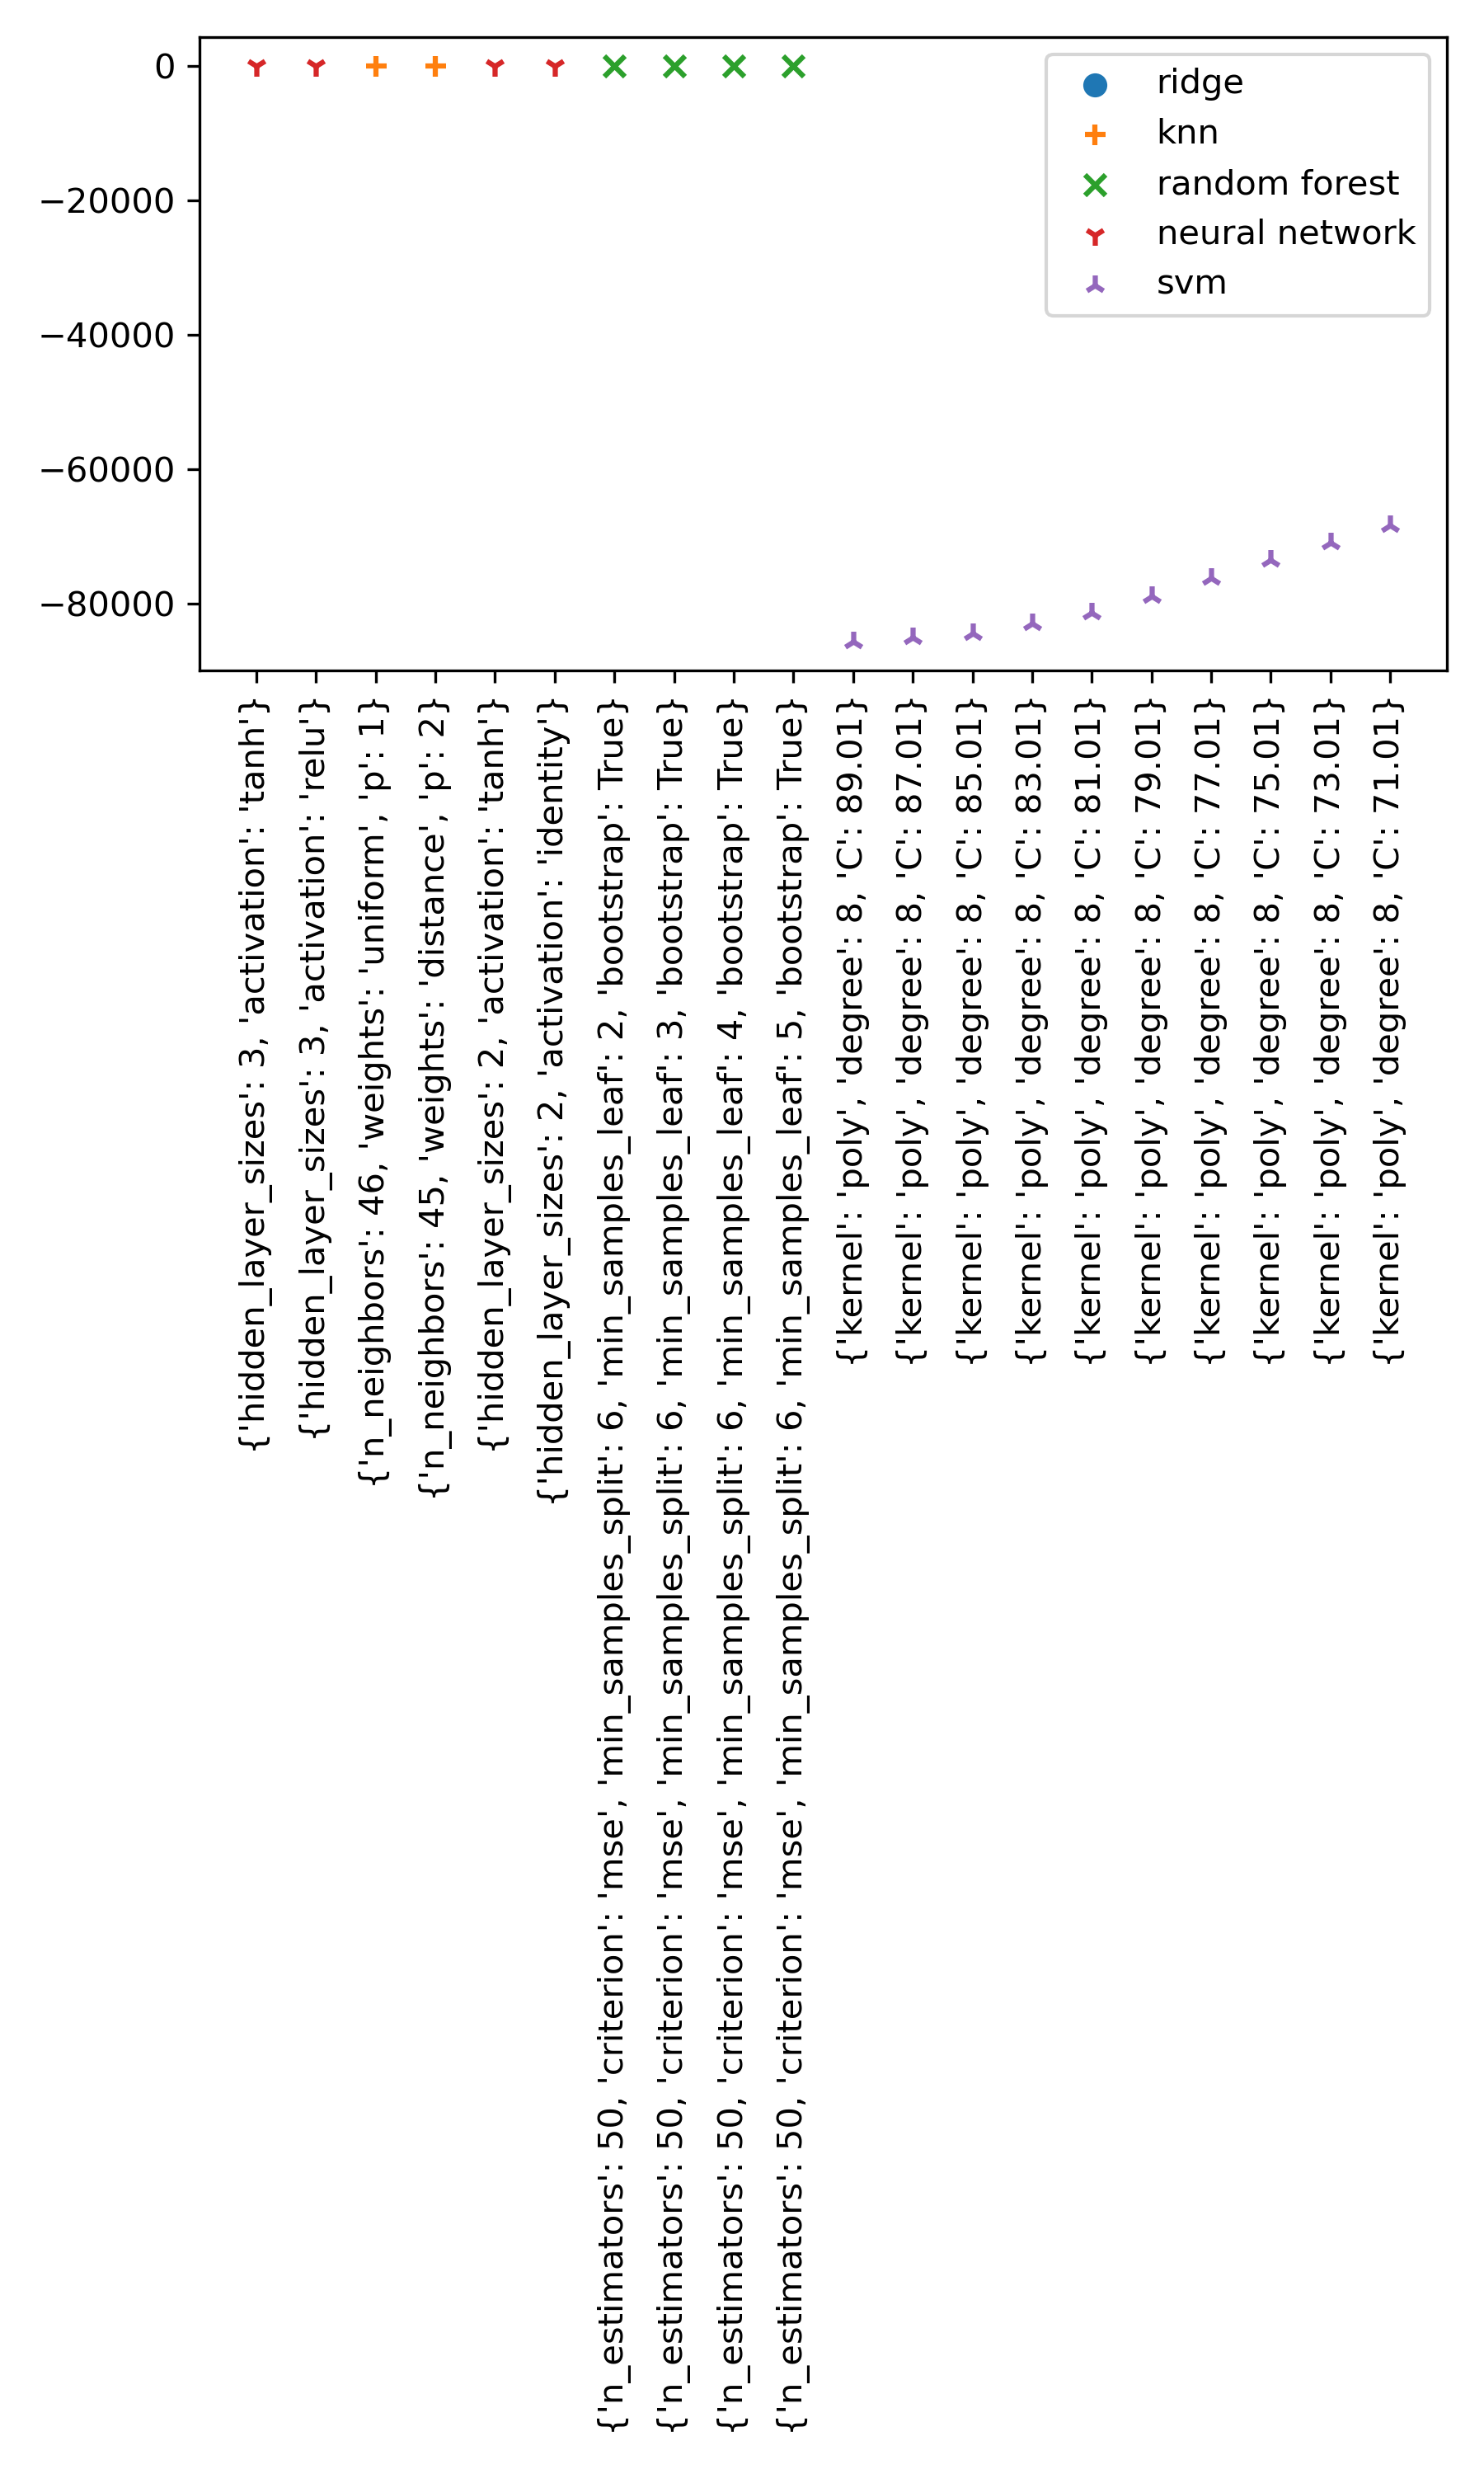 0
−20000
−40000
−60000
−80000
ridge
knn
random forest
neural network
svm
{'hidden_layer_sizes': 3, 'activation': 'tanh'}
{'hidden_layer_sizes': 3, 'activation': 'relu'}
{'n_neighbors': 46, 'weights': 'uniform', 'p': 1}
{'n_neighbors': 45, 'weights': 'distance', 'p': 2}
{'hidden_layer_sizes': 2, 'activation': 'tanh'}
{'hidden_layer_sizes': 2, 'activation': 'identity'}
{'n_estimators': 50, 'criterion': 'mse', 'min_samples_split': 6, 'min_samples_leaf': 2, 'bootstrap': True}
{'n_estimators': 50, 'criterion': 'mse', 'min_samples_split': 6, 'min_samples_leaf': 3, 'bootstrap': True}
{'n_estimators': 50, 'criterion': 'mse', 'min_samples_split': 6, 'min_samples_leaf': 4, 'bootstrap': True}
{'n_estimators': 50, 'criterion': 'mse', 'min_samples_split': 6, 'min_samples_leaf': 5, 'bootstrap': True}
{'kernel': 'poly', 'degree': 8, 'C': 89.01}
{'kernel': 'poly', 'degree': 8, 'C': 87.01}
{'kernel': 'poly', 'degree': 8, 'C': 85.01}
{'kernel': 'poly', 'degree': 8, 'C': 83.01}
{'kernel': 'poly', 'degree': 8, 'C': 81.01}
{'kernel': 'poly', 'degree': 8, 'C': 79.01}
{'kernel': 'poly', 'degree': 8, 'C': 77.01}
{'kernel': 'poly', 'degree': 8, 'C': 75.01}
{'kernel': 'poly', 'degree': 8, 'C': 73.01}
{'kernel': 'poly', 'degree': 8, 'C': 71.01}